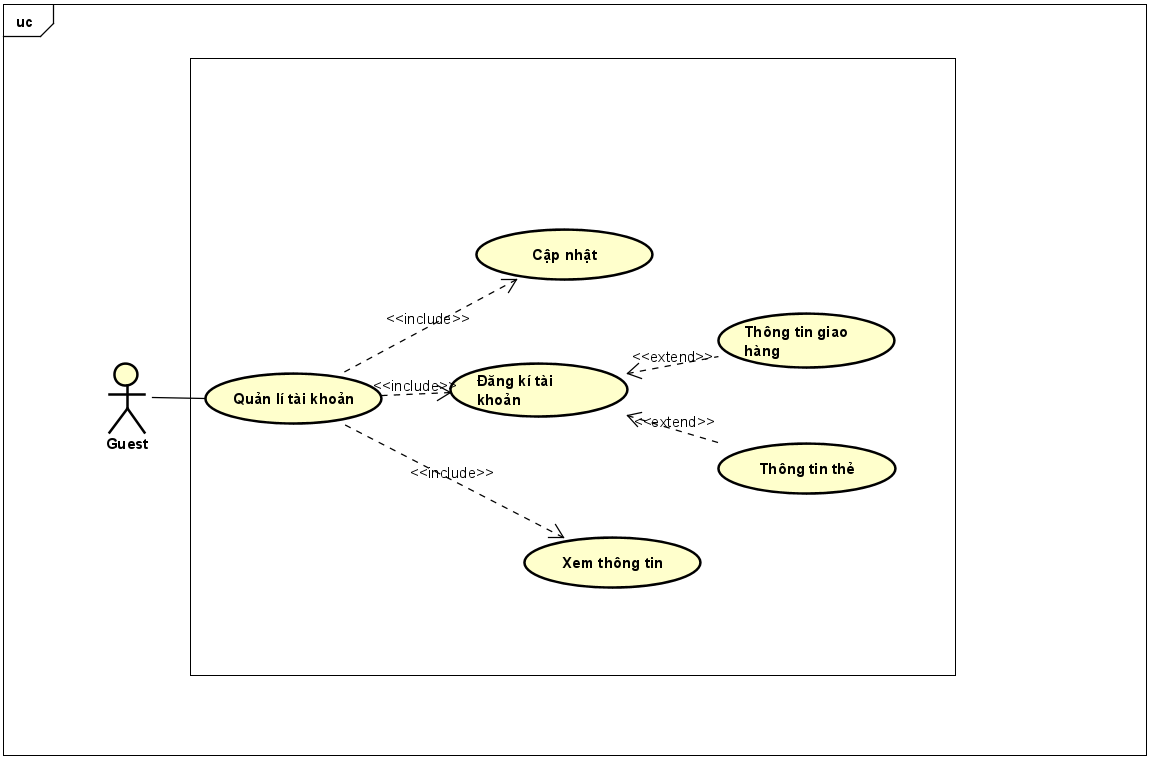 uc
Cập nhật
<<include>>
Thông tin giao
hàng
<<extend>>
Đăng kí tài
khoản
<<include>>
Quản lí tài khoản
Guest
<<extend>>
Thông tin thẻ
<<include>>
Xem thông tin